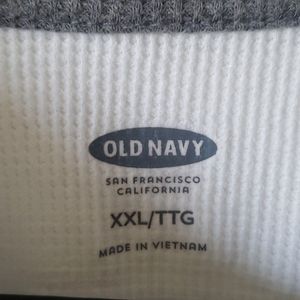 OLD NAVY
SAN FRANCISCO
CALIFORNIA
XXL/TTG
MADE IN VIETNAM